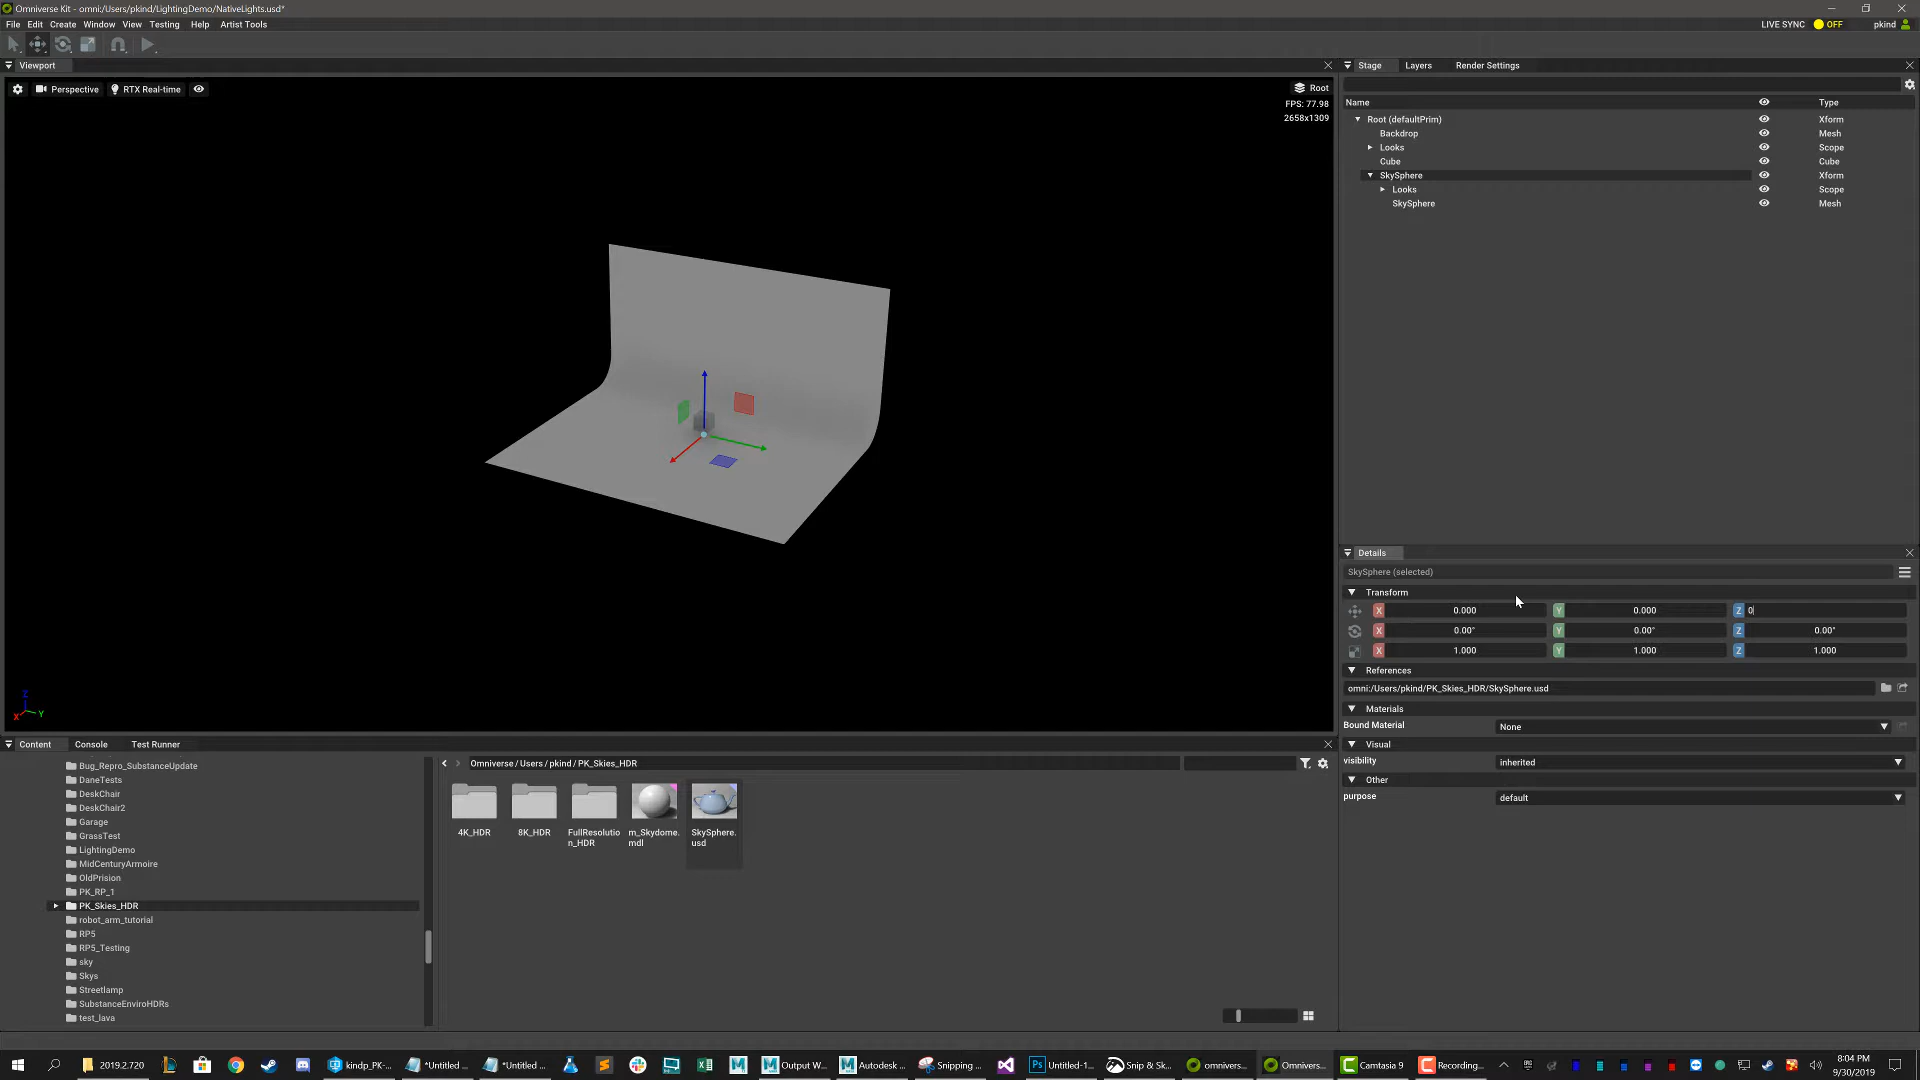 Omniverse Kit - omni:/Users/pkind/LightingDemo/NativeLights.usd*
File Edit Create Window View Testing Help Artist Tools
LIVE SYNC OFF pkind
Viewport
Perspective RTX Real-time
Root
FPS: 77.98
2658x1309
Z
X Y
Stage Layers Render Settings
Name Type
Root (defaultPrim) Xform
Backdrop Mesh
Looks Scope
Cube Cube
SkySphere Xform
Looks Scope
SkySphere Mesh
Details
SkySphere (selected)
Transform
X 0.000 Y 0.000 Z 0
X 0.00° Y 0.00° Z 0.00°
X 1.000 Y 1.000 Z 1.000
References
omni:/Users/pkind/PK_Skies_HDR/SkySphere.usd
Materials
Bound Material None
Visual
visibility inherited
Other
purpose default
Content Console Test Runner
Bug_Repro_SubstanceUpdate
DaneTests
DeskChair
DeskChair2
Garage
GrassTest
LightingDemo
MidCenturyArmoire
OldPrision
PK_RP_1
PK_Skies_HDR
robot_arm_tutorial
RP5
RP5_Testing
sky
Skys
Streetlamp
SubstanceEnviroHDRs
test_lava
Omniverse / Users / pkind / PK_Skies_HDR
4K_HDR
8K_HDR
FullResolutio
n_HDR
m_Skydome.
mdl
SkySphere.
usd
2019.2.720
kindp_PK-...
*Untitled ...
*Untitled ...
Output W...
Autodesk ...
Snipping ...
Untitled-1...
Snip & Sk...
omnivers...
Omnivers...
Camtasia 9
Recording...
8:04 PM
9/30/2019